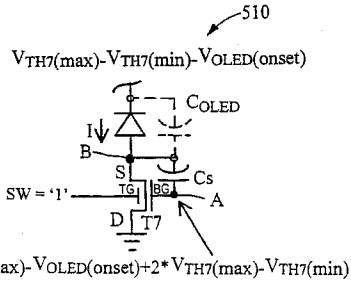 510
VTH7(max)-VTH7(min)-VOLED(onset)
COLED
I
B
S
Cs
TG
BG
A
SW = '1'
D
T7
ax)-VOLED(onset)+2*VTH7(max)-VTH7(min)